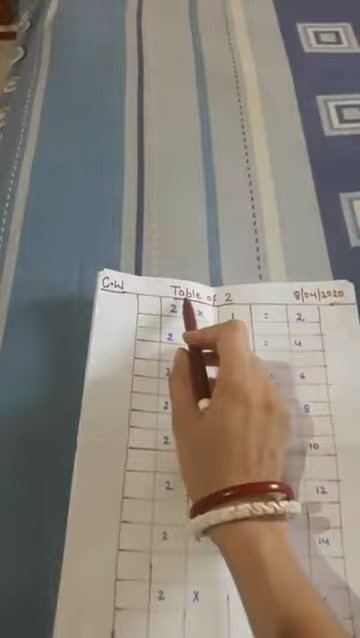 C.W Table of 2 8/04/2020
2 x 1 = 2
2 = 4
2 6
2 8
2 10
2 12
2 x 14
2 x